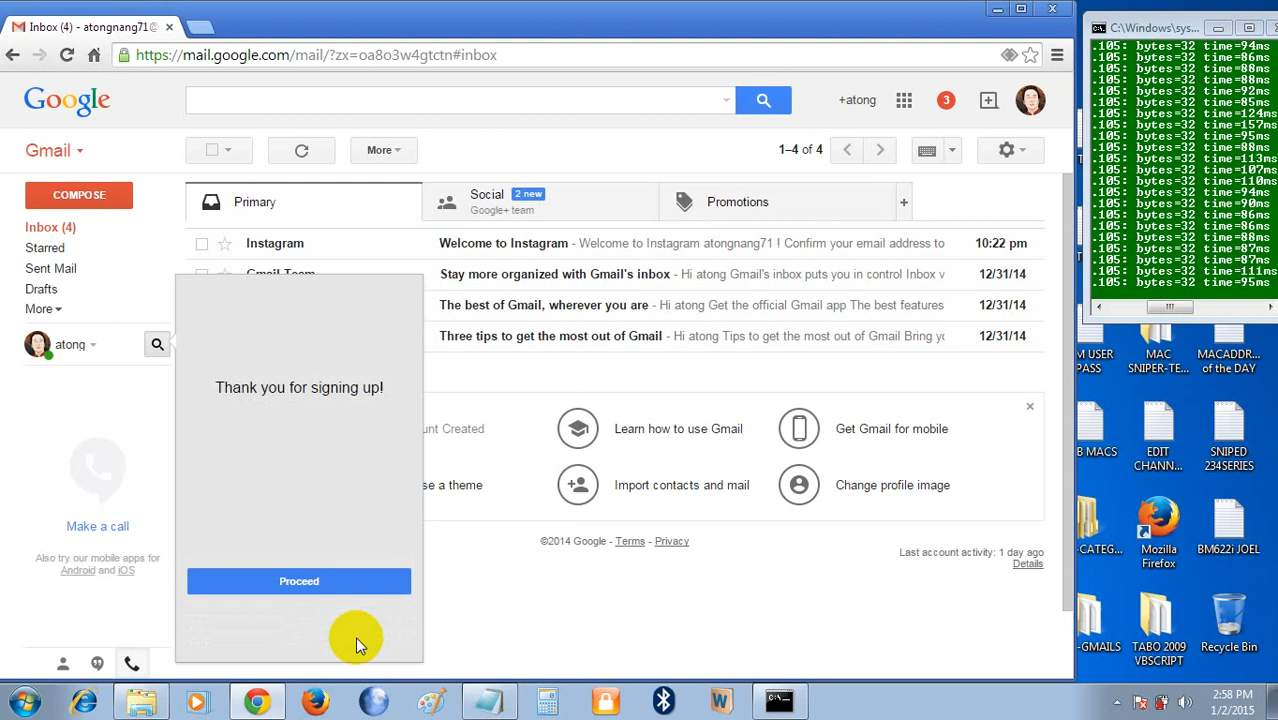 Inbox (4) - atongnang71@
C:\Windows\sys...
https://mail.google.com/mail/?zx=oa8o3w4gtctn#inbox
Google
+atong
3
Gmail
More
1–4 of 4
COMPOSE
Primary
Social
2 new
Google+ team
Promotions
+
Inbox (4)
Starred
Sent Mail
Drafts
More
atong
Instagram
Welcome to Instagram - Welcome to Instagram atongnang71 ! Confirm your email address to
10:22 pm
Gmail Team
Stay more organized with Gmail's inbox - Hi atong Gmail's inbox puts you in control Inbox v
12/31/14
The best of Gmail, wherever you are - Hi atong Get the official Gmail app The best features
12/31/14
Three tips to get the most out of Gmail - Hi atong Tips to get the most out of Gmail Bring yo
12/31/14
Thank you for signing up!
Proceed
unt Created
Learn how to use Gmail
Get Gmail for mobile
se a theme
Import contacts and mail
Change profile image
©2014 Google - Terms - Privacy
Last account activity: 1 day ago
Details
Make a call
Also try our mobile apps for
Android and iOS
.105: bytes=32 time=94ms
.105: bytes=32 time=86ms
.105: bytes=32 time=88ms
.105: bytes=32 time=88ms
.105: bytes=32 time=92ms
.105: bytes=32 time=85ms
.105: bytes=32 time=124ms
.105: bytes=32 time=157ms
.105: bytes=32 time=95ms
.105: bytes=32 time=88ms
.105: bytes=32 time=113ms
.105: bytes=32 time=107ms
.105: bytes=32 time=110ms
.105: bytes=32 time=94ms
.105: bytes=32 time=90ms
.105: bytes=32 time=86ms
.105: bytes=32 time=86ms
.105: bytes=32 time=88ms
.105: bytes=32 time=87ms
.105: bytes=32 time=87ms
.105: bytes=32 time=111ms
.105: bytes=32 time=95ms
M USER
PASS
MAC
SNIPER-TE...
MACADDR...
of the DAY
B MACS
EDIT
CHANN...
SNIPED
234SERIES
-CATEG...
Mozilla
Firefox
BM622i JOEL
-GMAILS
TABO 2009
VBSCRIPT
Recycle Bin
2:58 PM
1/2/2015